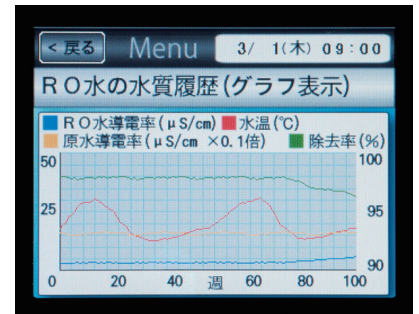 < 戻る Menu 3/ 1(木) 09:00
RO水の水質履歴(グラフ表示)
RO水導電率(μS/cm) 水温(℃)
原水導電率(μS/cm ×0.1倍) 除去率(%)
50 100
25 95
90
0 20 40 週 60 80 100